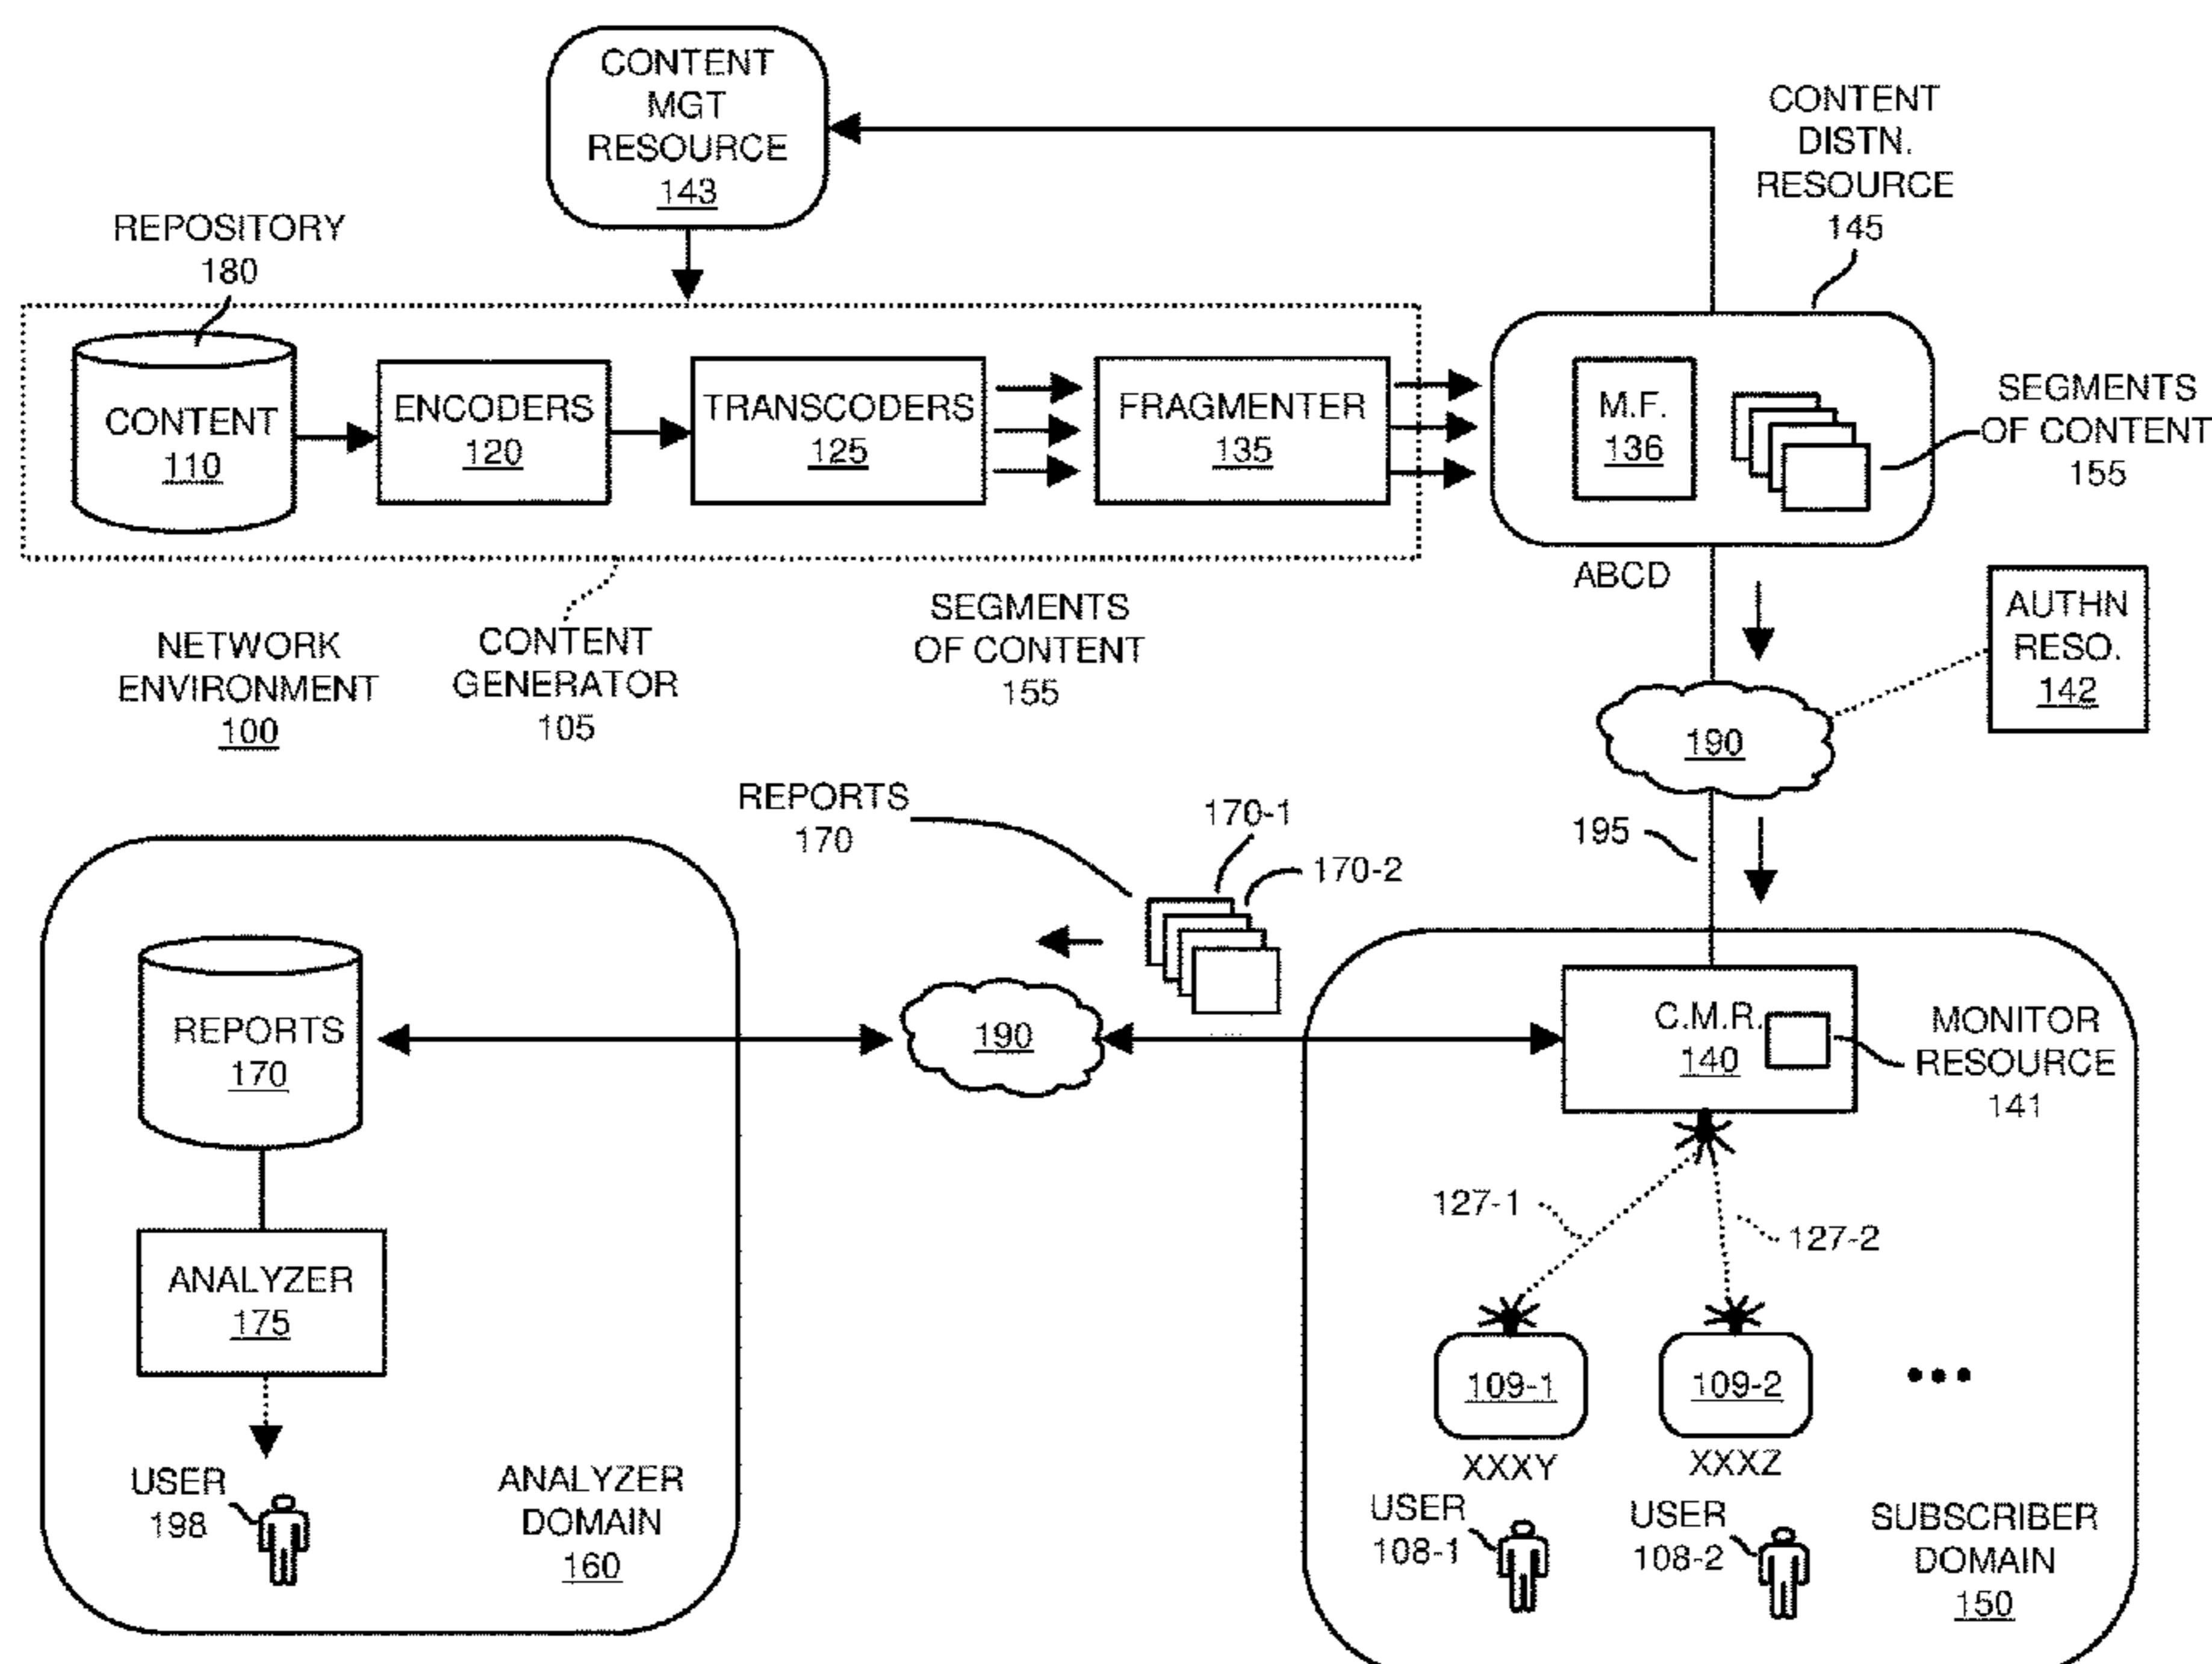 CONTENT
MGT
RESOURCE
143
CONTENT
DISTN.
RESOURCE
145
REPOSITORY
180
CONTENT
110
ENCODERS
120
TRANSCODERS
125
FRAGMENTER
135
M.F.
136
SEGMENTS
OF CONTENT
155
ABCD
AUTHN
RESO.
142
NETWORK
ENVIRONMENT
100
CONTENT
GENERATOR
105
SEGMENTS
OF CONTENT
155
190
195
REPORTS
170
170-1
170-2
REPORTS
170
190
C.M.R.
140
MONITOR
RESOURCE
141
127-1
127-2
ANALYZER
175
109-1
109-2
XXXY
XXXZ
USER
198
ANALYZER
DOMAIN
160
USER
108-1
USER
108-2
SUBSCRIBER
DOMAIN
150